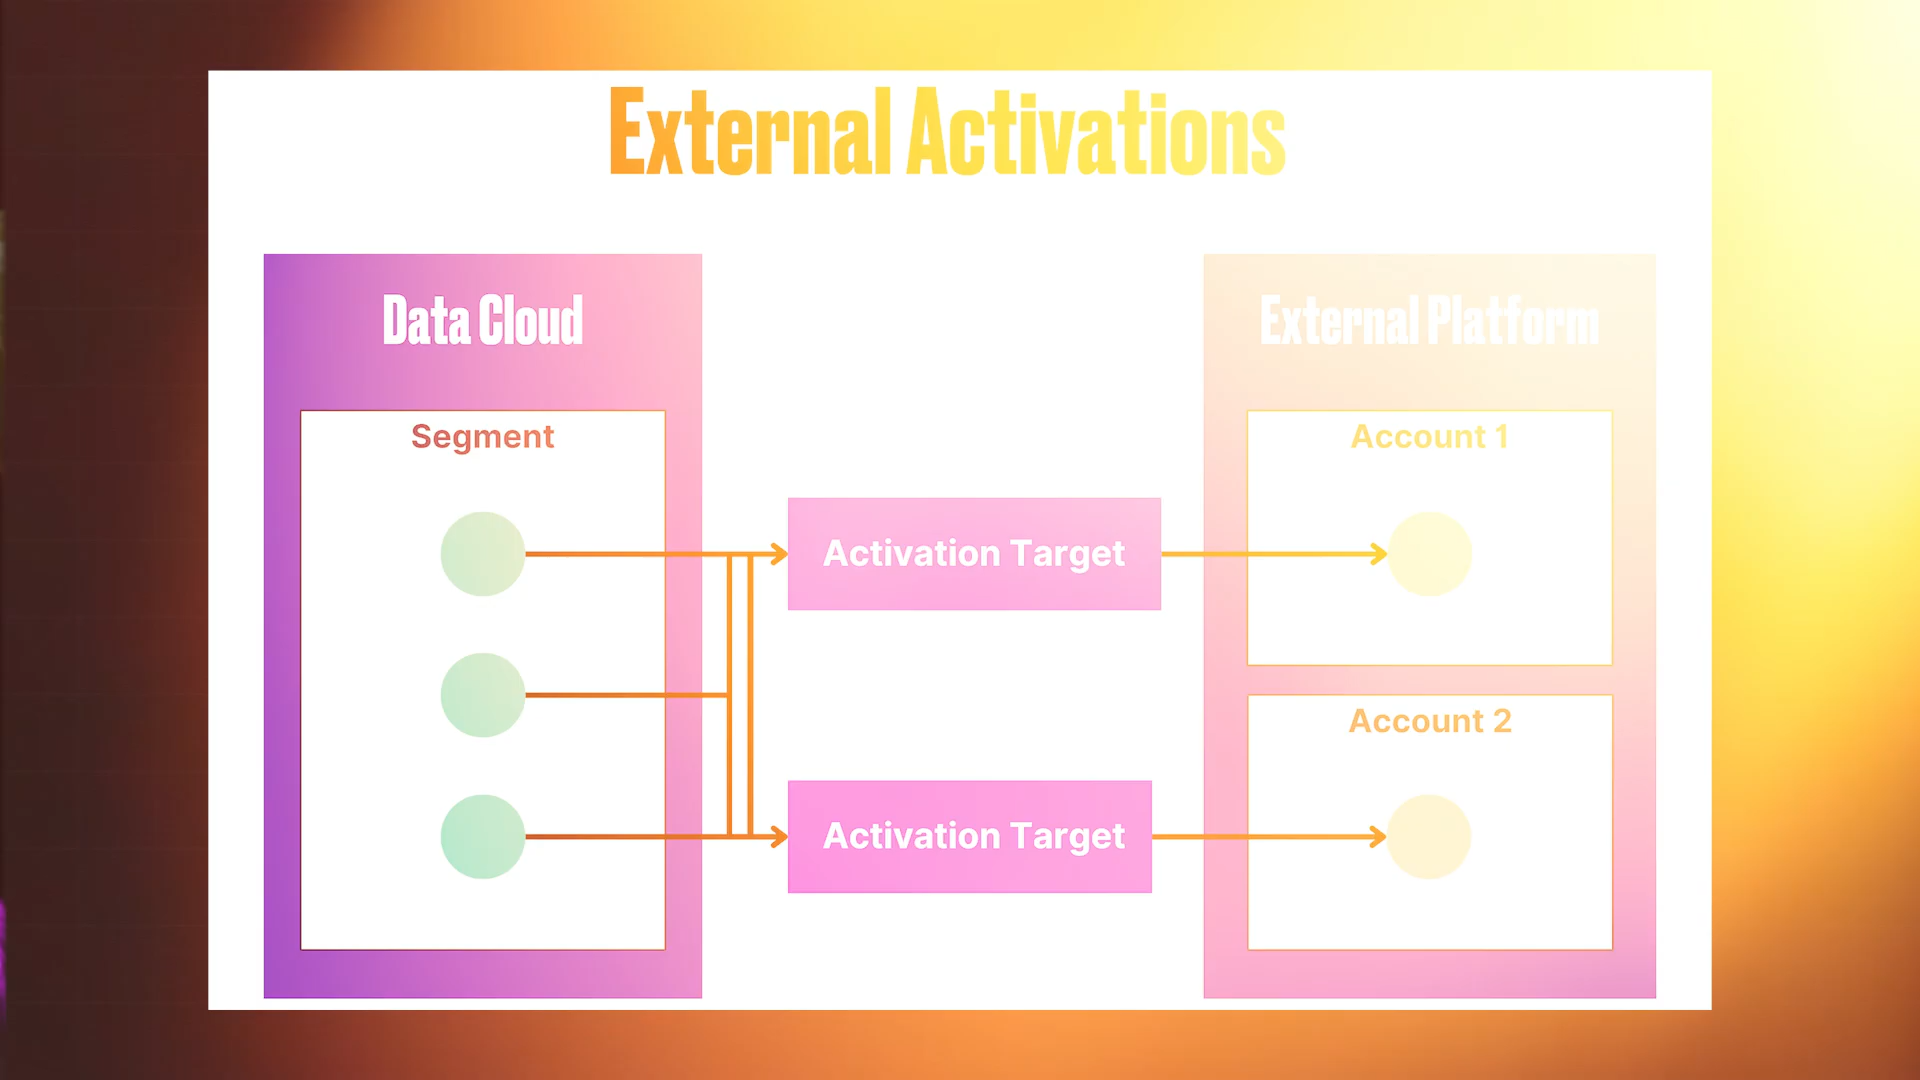 External Activations
Data Cloud
External Platform
Segment
Account 1
Activation Target
Account 2
Activation Target